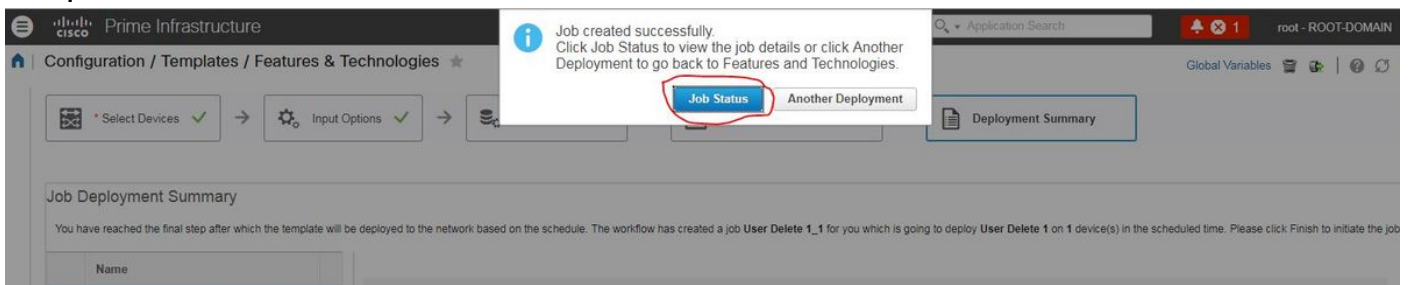 cisco Prime Infrastructure
Application Search
1
root - ROOT-DOMAIN
Job created successfully.
Click Job Status to view the job details or click Another
Deployment to go back to Features and Technologies.
Job Status
Another Deployment
Configuration / Templates / Features & Technologies
Global Variables
* Select Devices
Input Options
Deployment Summary
Job Deployment Summary
You have reached the final step after which the template will be deployed to the network based on the schedule. The workflow has created a job User Delete 1_1 for you which is going to deploy User Delete 1 on 1 device(s) in the scheduled time. Please click Finish to initiate the job
Name